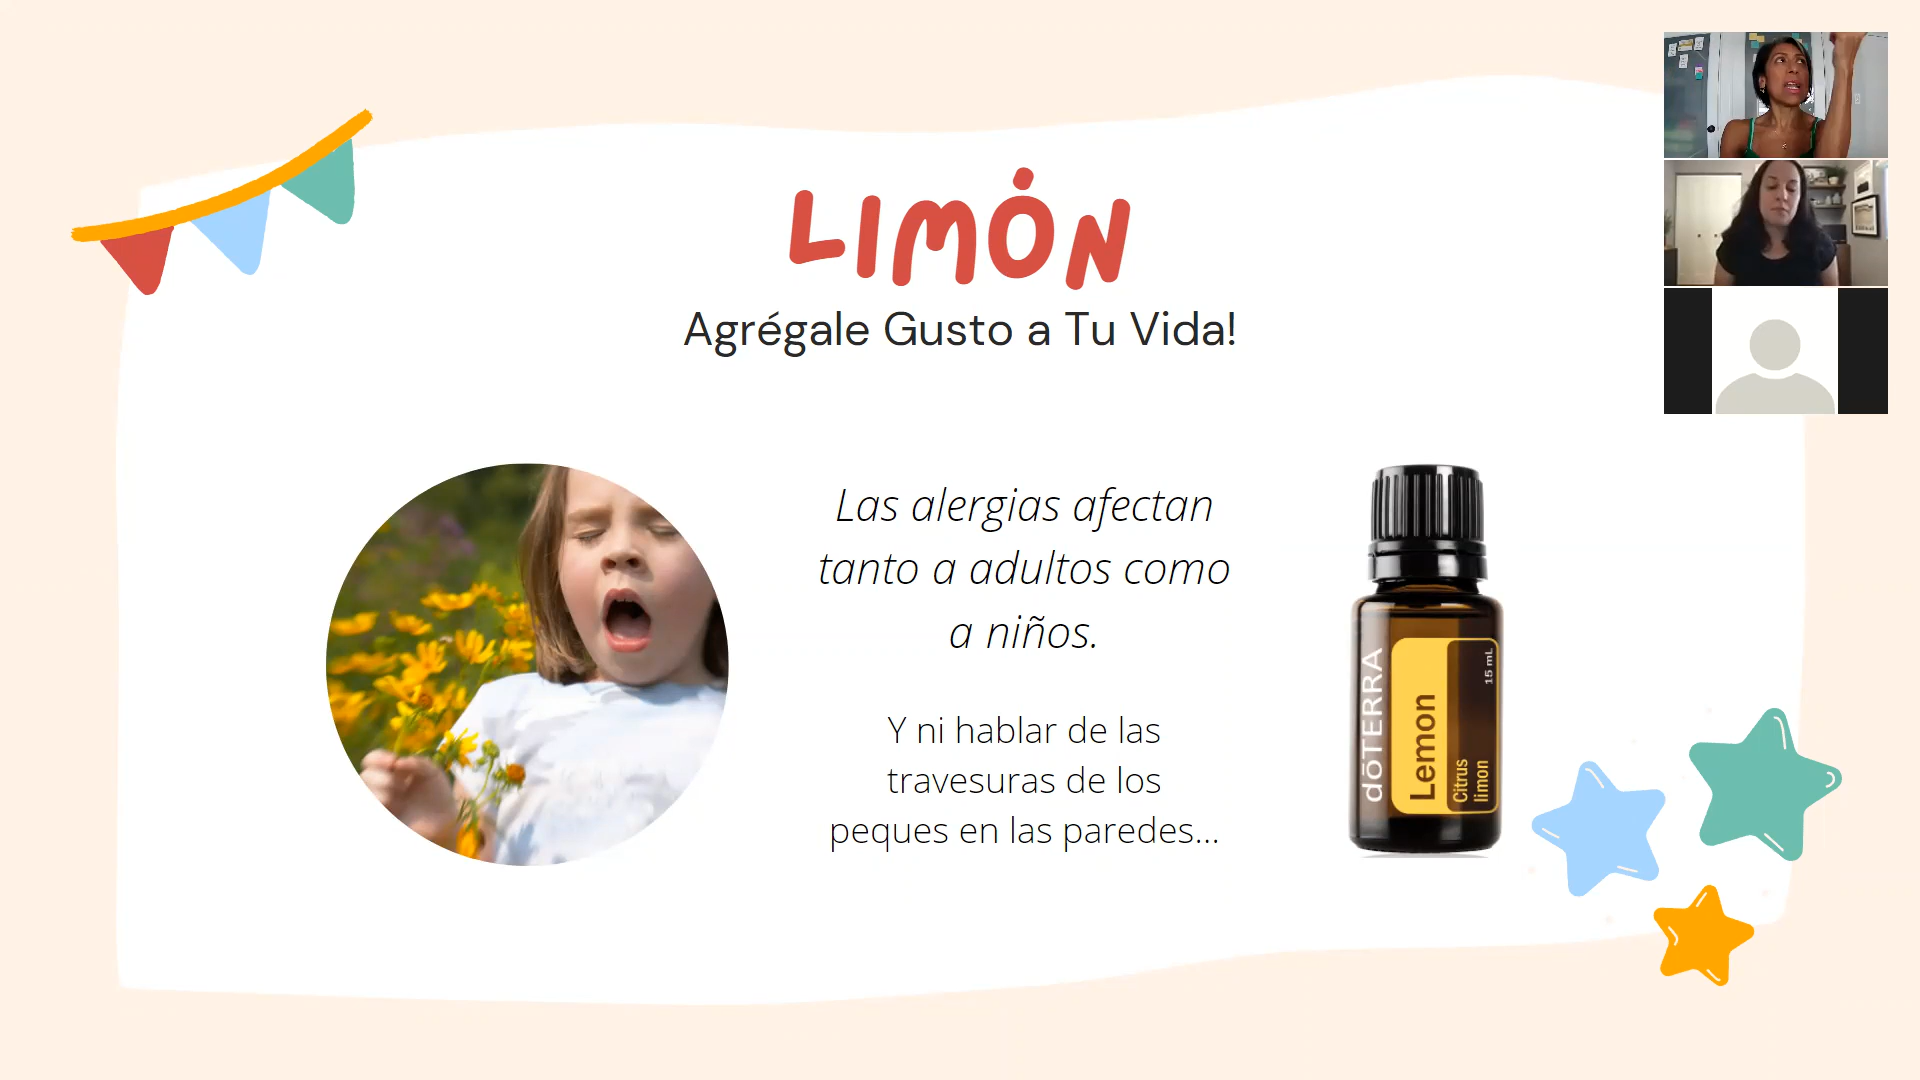 LIMÓN
Agrégale Gusto a Tu Vida!
Las alergias afectan
tanto a adultos como
a niños.
Y ni hablar de las
travesuras de los
peques en las paredes...
dōTERRA
Lemon
Citrus
limon
15 mL